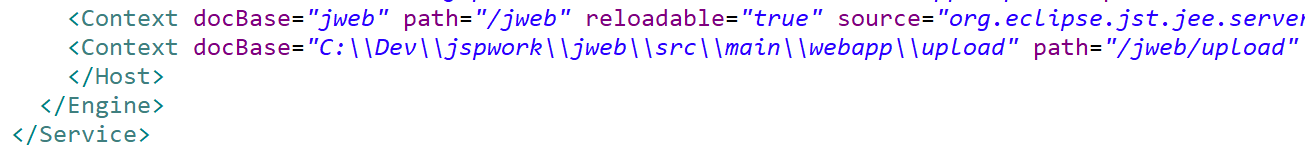 <Context docBase="jweb" path="/jweb" reloadable="true" source="org.eclipse.jst.jee.server
<Context docBase="C:\\Dev\\jspwork\\jweb\\src\\main\\webapp\\upload" path="/jweb/upload"
</Host>
</Engine>
</Service>